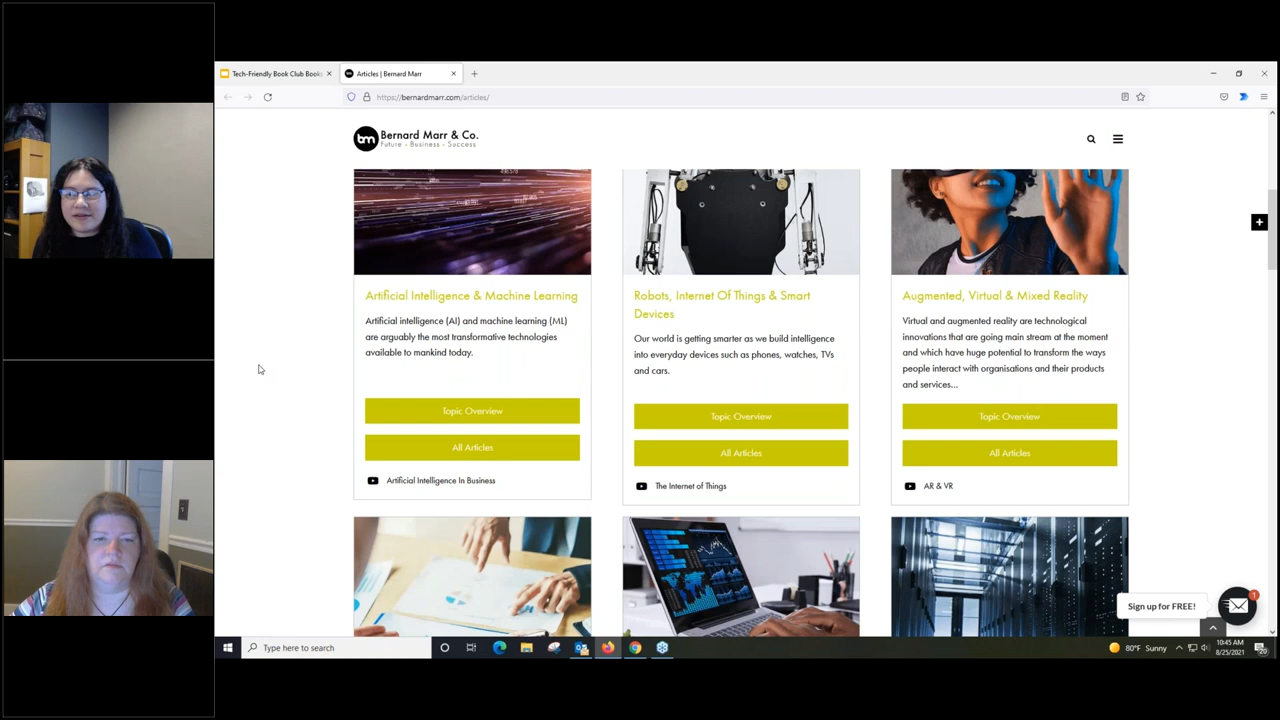 Tech-Friendly Book Club Books
Articles | Bernard Marr
https://bernardmarr.com/articles/
bm Bernard Marr & Co.
Future · Business · Success
Artificial Intelligence & Machine Learning
Artificial intelligence (AI) and machine learning (ML)
are arguably the most transformative technologies
available to mankind today.
Topic Overview
All Articles
Artificial Intelligence In Business
Robots, Internet Of Things & Smart
Devices
Our world is getting smarter as we build intelligence
into everyday devices such as phones, watches, TVs
and cars.
Topic Overview
All Articles
The Internet of Things
Augmented, Virtual & Mixed Reality
Virtual and augmented reality are technological
innovations that are going main stream at the moment
and which have huge potential to transform the ways
people interact with organisations and their products
and services...
Topic Overview
All Articles
AR & VR
Sign up for FREE!
1
Type here to search
80°F Sunny
10:45 AM
8/25/2021
20